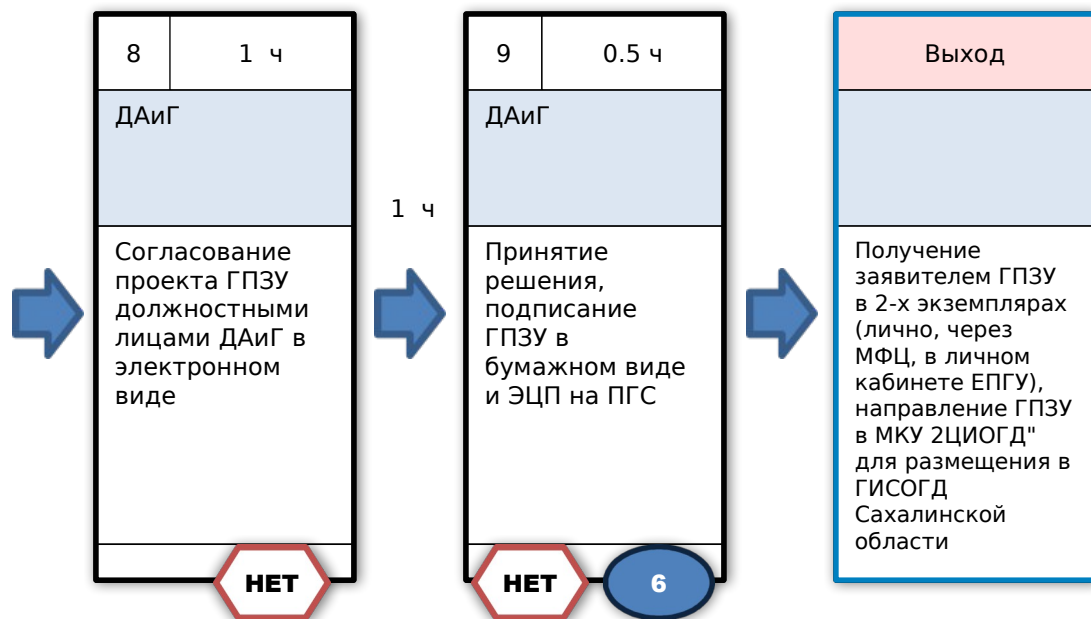 8
1 ч
ДАиГ
Согласование
проекта ГПЗУ
должностными
лицами ДАиГ в
электронном
виде
НЕТ
1 ч
9
0.5 ч
ДАиГ
Принятие
решения,
подписание
ГПЗУ в
бумажном виде
и ЭЦП на ПГС
НЕТ
6
Выход
Получение
заявителем ГПЗУ
в 2-х экземплярах
(лично, через
МФЦ, в личном
кабинете ЕПГУ),
направление ГПЗУ
в МКУ 2ЦИОГД"
для размещения в
ГИСОГД
Сахалинской
области